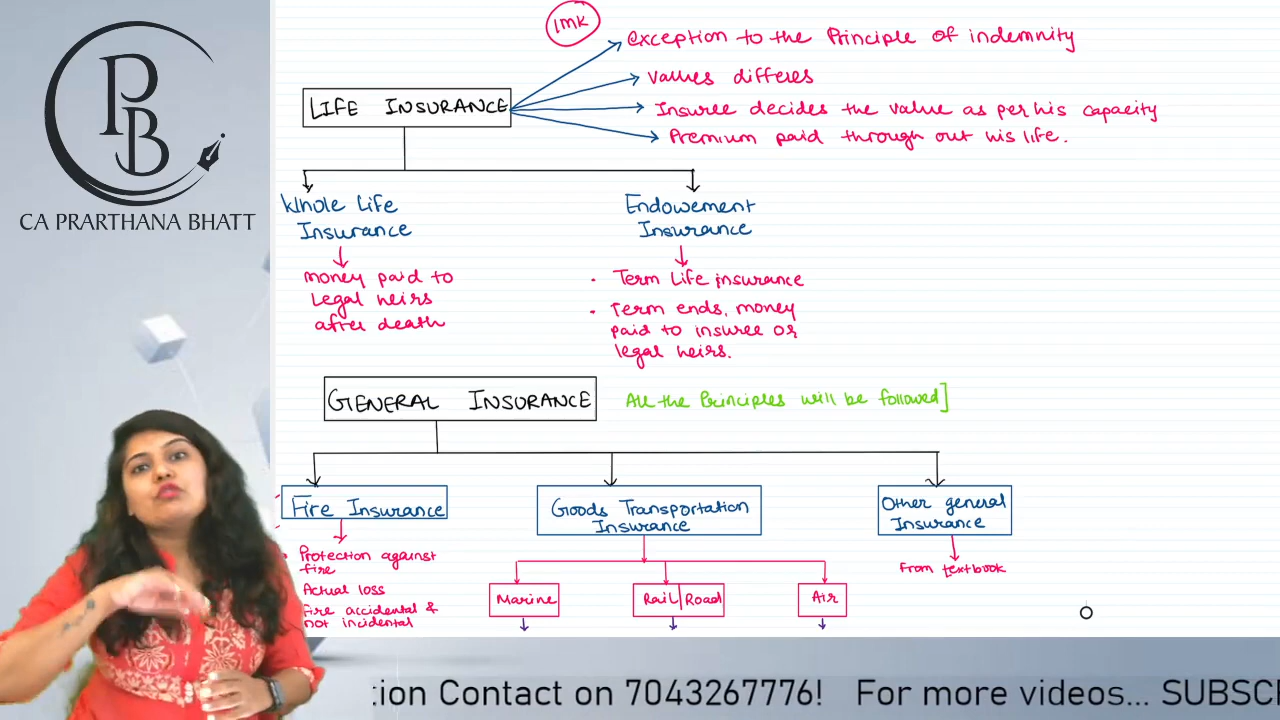 PB
CA PRARTHANA BHATT
1mk
Exception to the Principle of indemnity
Values differes
Insuree decides the value as per his capacity
Premium paid through out his life.
LIFE INSURANCE
Whole Life
Insurance
Money paid to
Legal heirs
after death
Endowement
Insurance
· Term Life insurance
· Term ends, money
paid to insuree or
legal heirs.
GENERAL INSURANCE
All the Principles will be followed]
Fire Insurance
Protection against
fire
Actual loss
Fire accidental &
not incidental
Goods Transportation
Insurance
Marine
Rail/Road
Air
Other general
Insurance
From textbook
tion Contact on 7043267776! For more videos... SUBSC